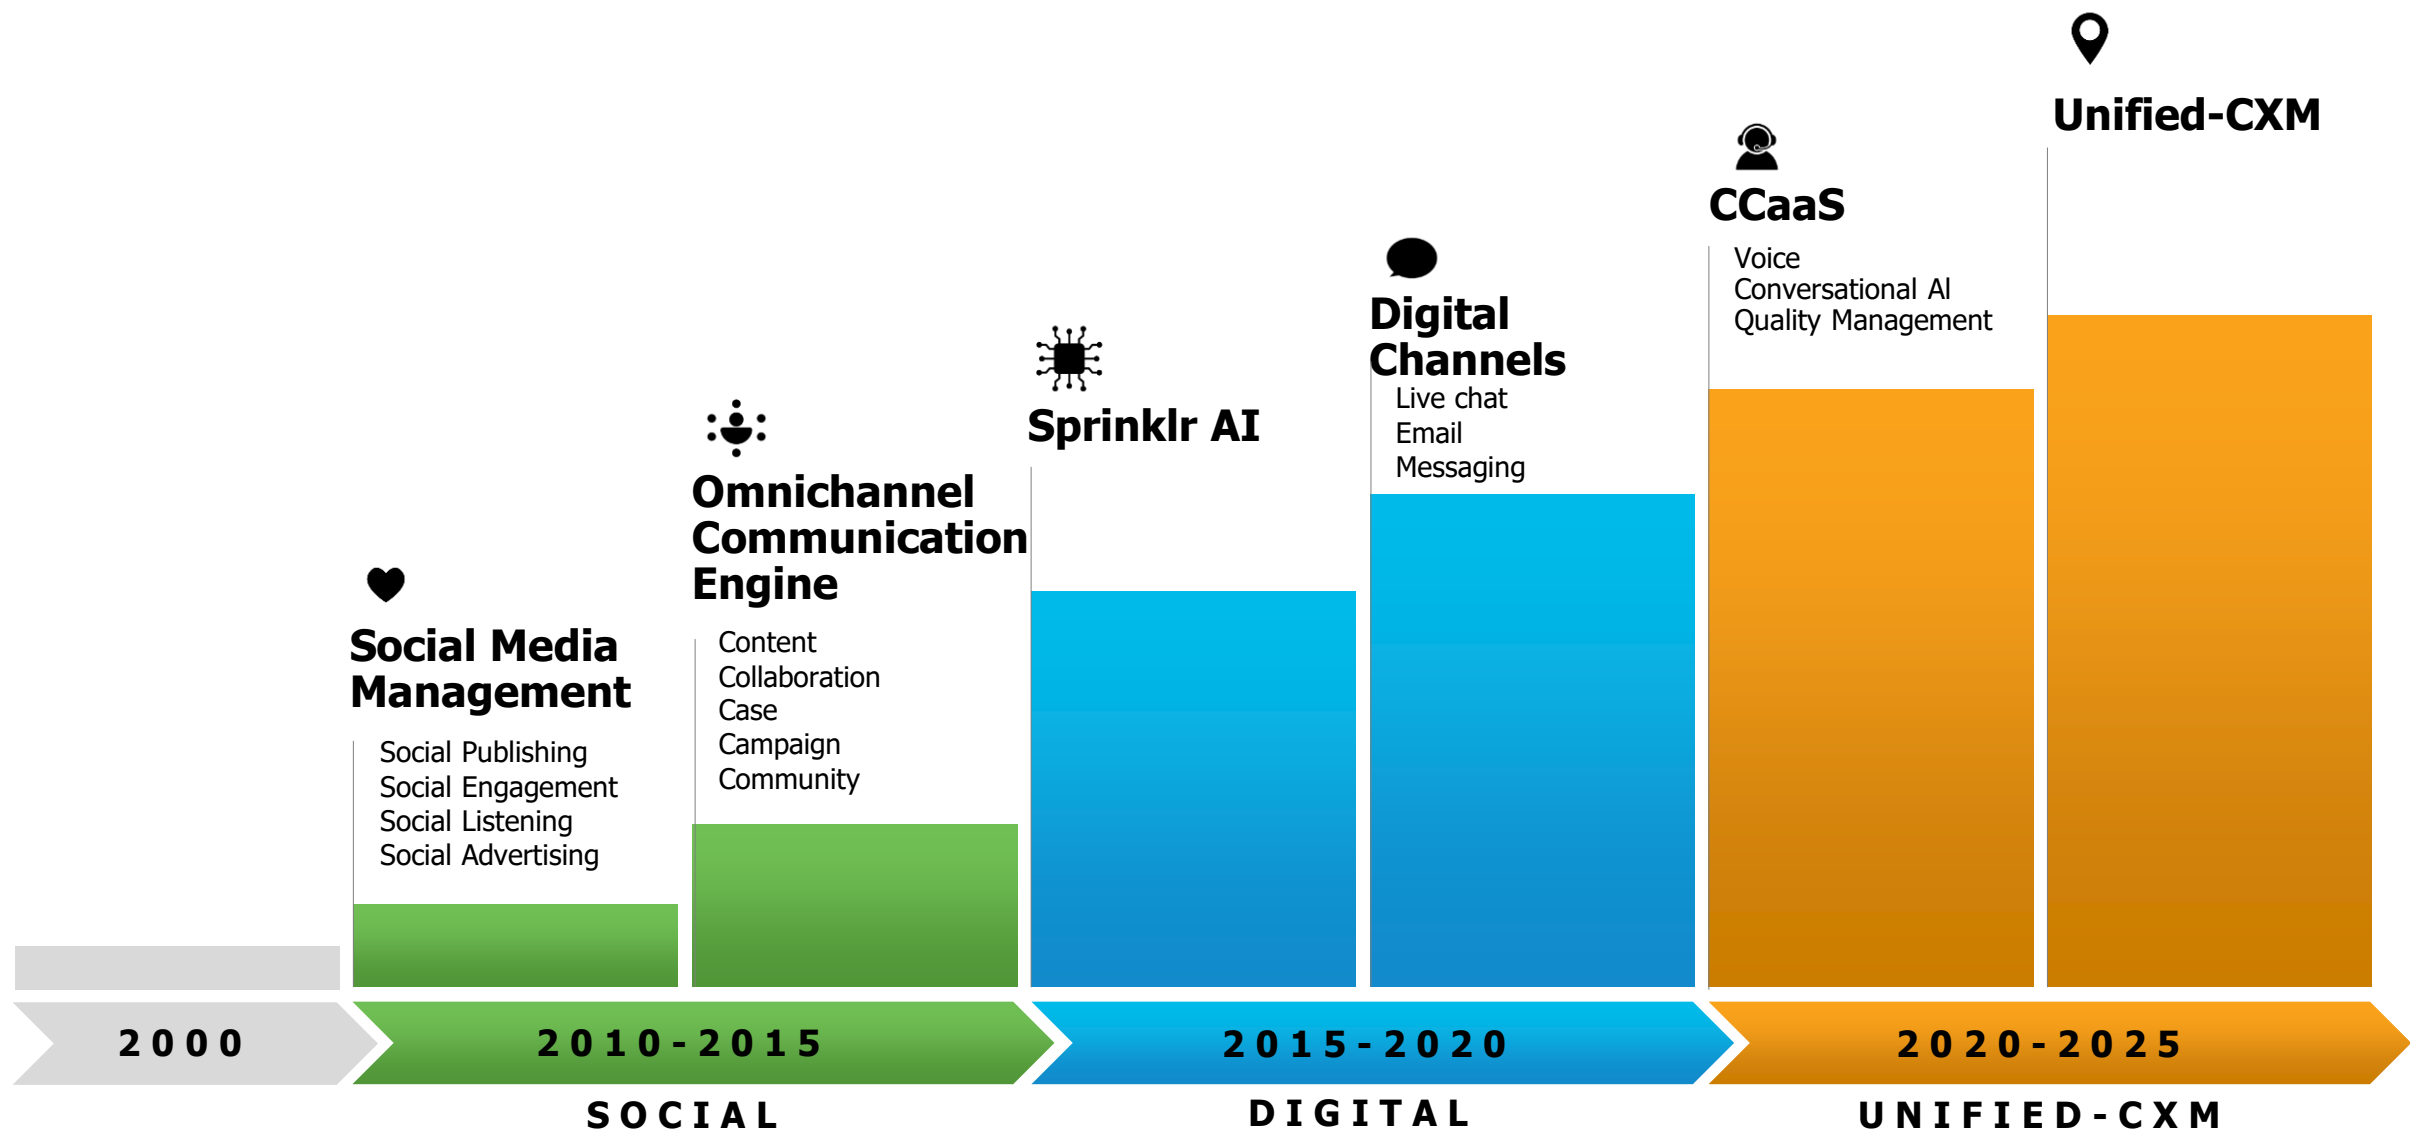 Social Media
Management
Social Publishing
Social Engagement
Social Listening
Social Advertising
Omnichannel
Communication
Engine
Content
Collaboration
Case
Campaign
Community
Sprinklr AI
Digital
Channels
Live chat
Email
Messaging
CCaaS
Voice
Conversational Al
Quality Management
Unified-CXM
2000
2010-2015
2015-2020
2020-2025
SOCIAL
DIGITAL
UNIFIED-CXM